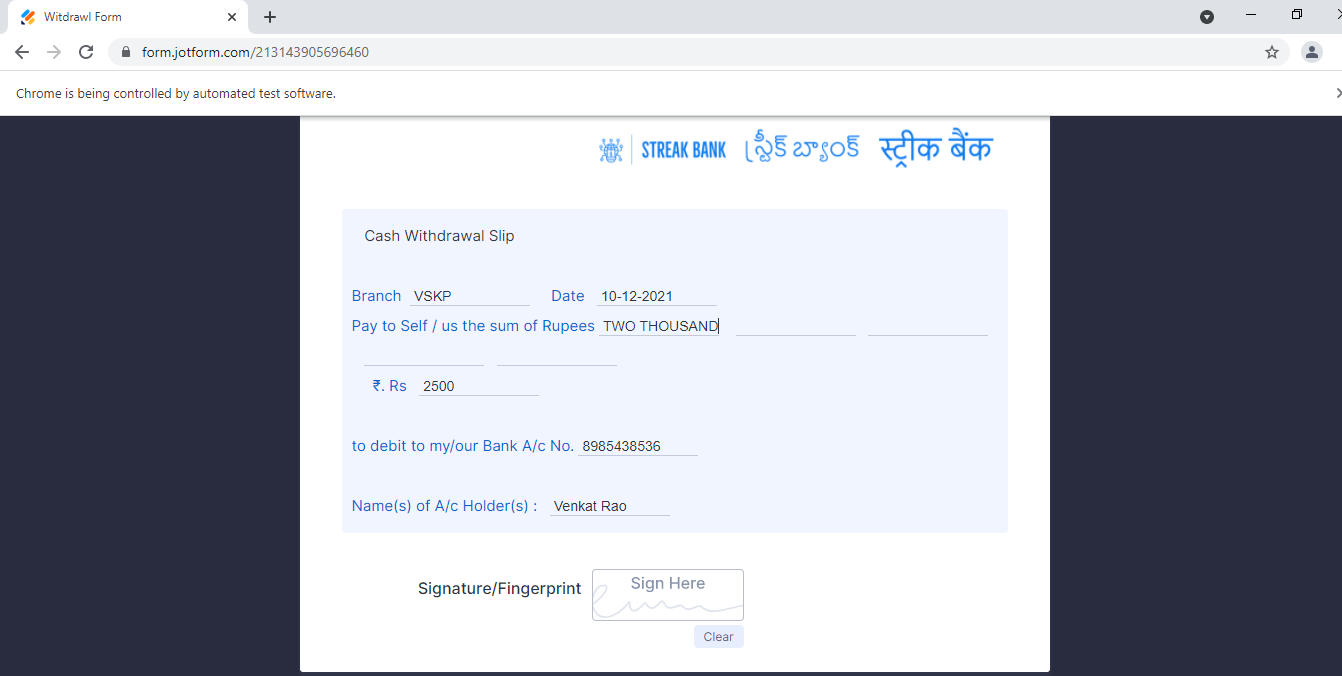 Witdrawl Form
form.jotform.com/213143905696460
Chrome is being controlled by automated test software.
STREAK BANK స్ట్రీక్ బ్యాంక్ स्ट्रीक बैंक
Cash Withdrawal Slip
Branch VSKP Date 10-12-2021
Pay to Self / us the sum of Rupees TWO THOUSAND
₹. Rs 2500
to debit to my/our Bank A/c No. 8985438536
Name(s) of A/c Holder(s) : Venkat Rao
Signature/Fingerprint Sign Here
Clear